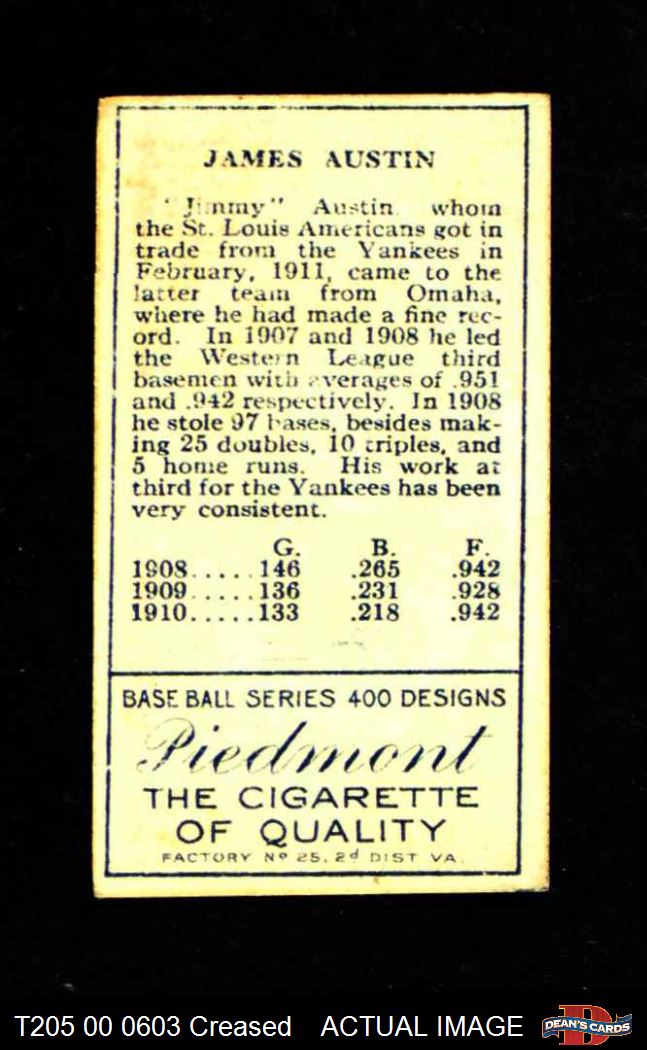 JAMES AUSTIN
"Jimmy" Austin whom
the St. Louis Americans got in
trade from the Yankees in
February, 1911, came to the
latter team from Omaha,
where he had made a fine rec-
ord. In 1907 and 1908 he led
the Western League third
basemen with averages of .951
and .942 respectively. In 1908
he stole 97 bases, besides mak-
ing 25 doubles, 10 triples, and
5 home runs. His work at
third for the Yankees has been
very consistent.
G. B. F.
1908.....146 .265 .942
1909.....136 .231 .928
1910.....133 .218 .942
BASE BALL SERIES 400 DESIGNS
Piedmont
THE CIGARETTE
OF QUALITY
FACTORY No 25, 2d DIST VA.
T205 00 0603 Creased ACTUAL IMAGE
DEAN'S CARDS